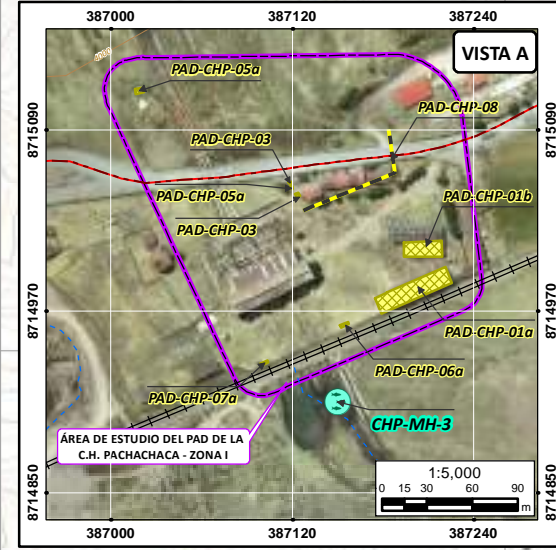 387000 387120 387240
VISTA A
4000
PAD-CHP-05a
PAD-CHP-08
8715090
8715090
PAD-CHP-03
PAD-CHP-05a
PAD-CHP-01b
PAD-CHP-03
8714970
8714970
PAD-CHP-01a
PAD-CHP-06a
PAD-CHP-07a
CHP-MH-3
ÁREA DE ESTUDIO DEL PAD DE LA
C.H. PACHACHACA - ZONA I
1:5,000
0 15 30 60 90
m
8714850
8714850
387000 387120 387240